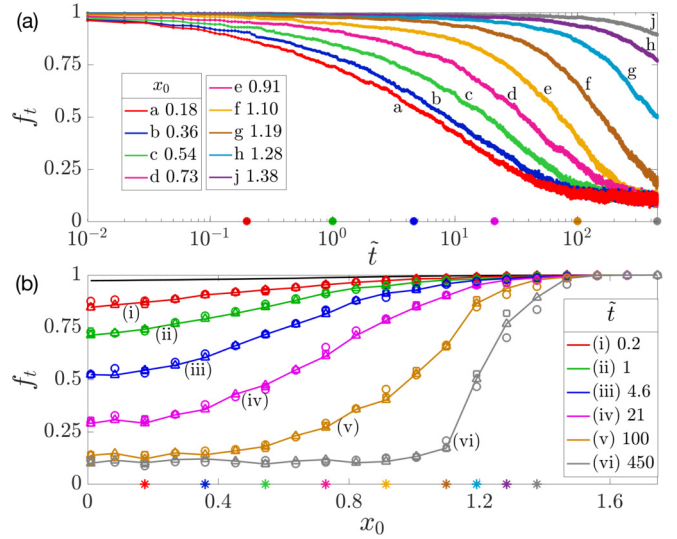 (a)
1
0.75
0.5
0.25
0
f_t
x_0
a 0.18
b 0.36
c 0.54
d 0.73
e 0.91
f 1.10
g 1.19
h 1.28
j 1.38
a
b
c
d
e
f
g
h
j
10^-2
10^-1
10^0
10^1
10^2
t̃
(b)
1
0.75
0.5
0.25
0
f_t
(i)
(ii)
(iii)
(iv)
(v)
(vi)
t̃
(i) 0.2
(ii) 1
(iii) 4.6
(iv) 21
(v) 100
(vi) 450
0
0.4
0.8
1.2
1.6
x_0